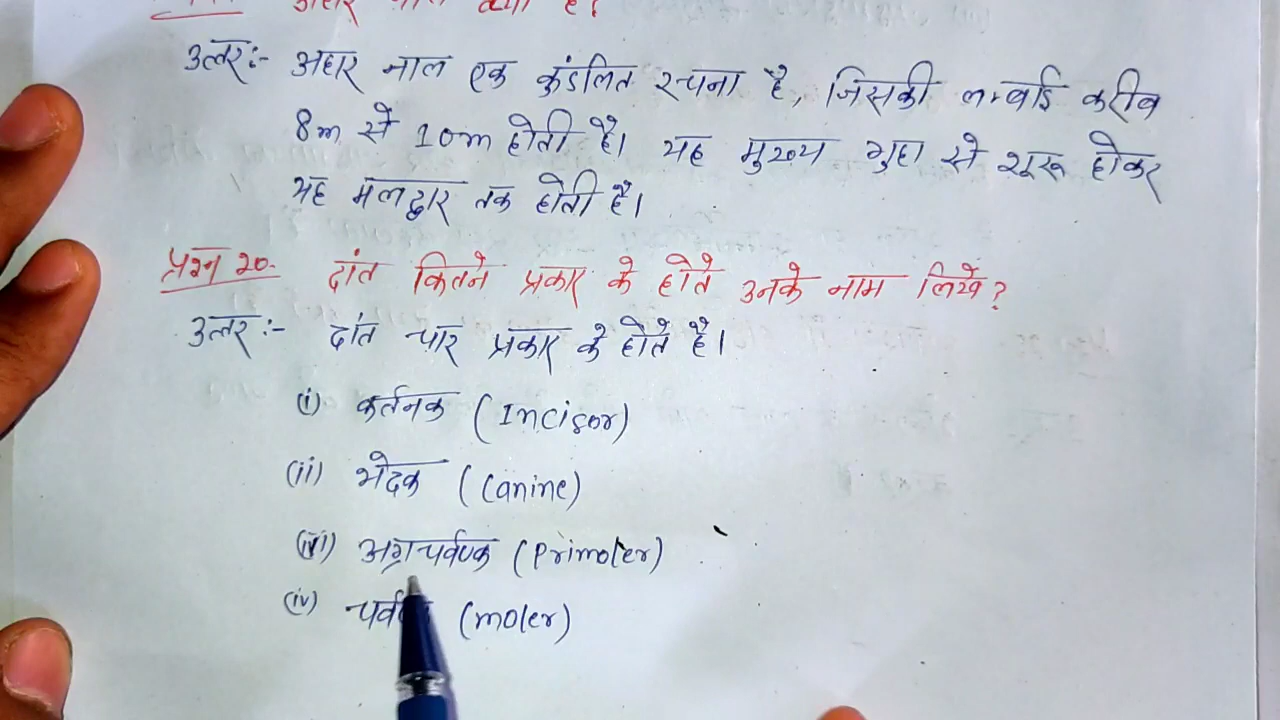 क्या है?
उत्तर:- अहार नाल एक कुंडलित रचना है, जिसकी लम्बाई करीब
8m से 10m होती है। यह मुख्य गुहा से शुरू होकर
यह मलद्वार तक होती है।
प्रश्न 20. दांत कितने प्रकार के होते उनके नाम लिखें?
उत्तर:- दांत चार प्रकार के होते है।
(i) कर्तनक (Incisor)
(ii) भेदक (Canine)
(iii) अग्रचर्वणक (Primoler)
(iv) (moler)